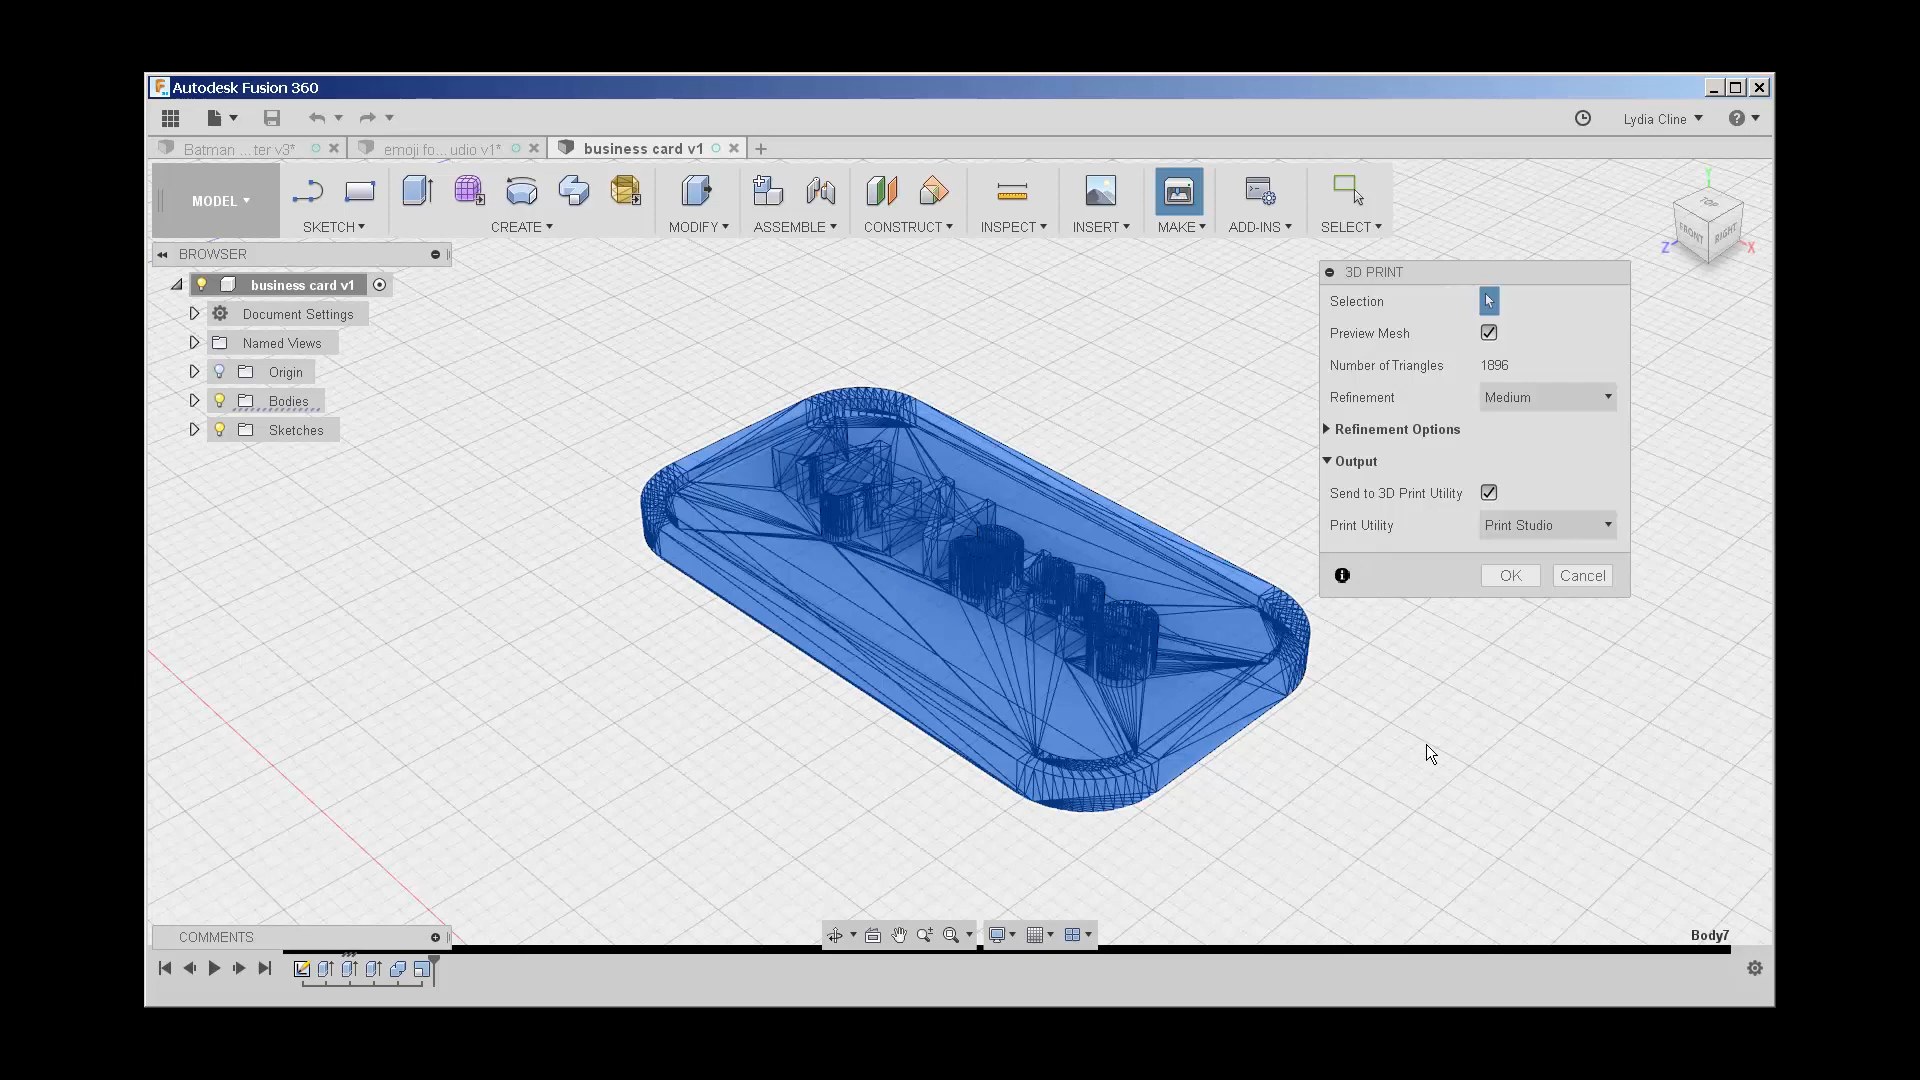 Autodesk Fusion 360
Lydia Cline
Batman ...ter v3*
emoji fo...udio v1*
business card v1
MODEL
SKETCH
CREATE
MODIFY
ASSEMBLE
CONSTRUCT
INSPECT
INSERT
MAKE
ADD-INS
SELECT
TOP
FRONT
RIGHT
Y
Z
X
BROWSER
business card v1
Document Settings
Named Views
Origin
Bodies
Sketches
3D PRINT
Selection
Preview Mesh
Number of Triangles 1896
Refinement Medium
Refinement Options
Output
Send to 3D Print Utility
Print Utility Print Studio
OK Cancel
COMMENTS
Body7